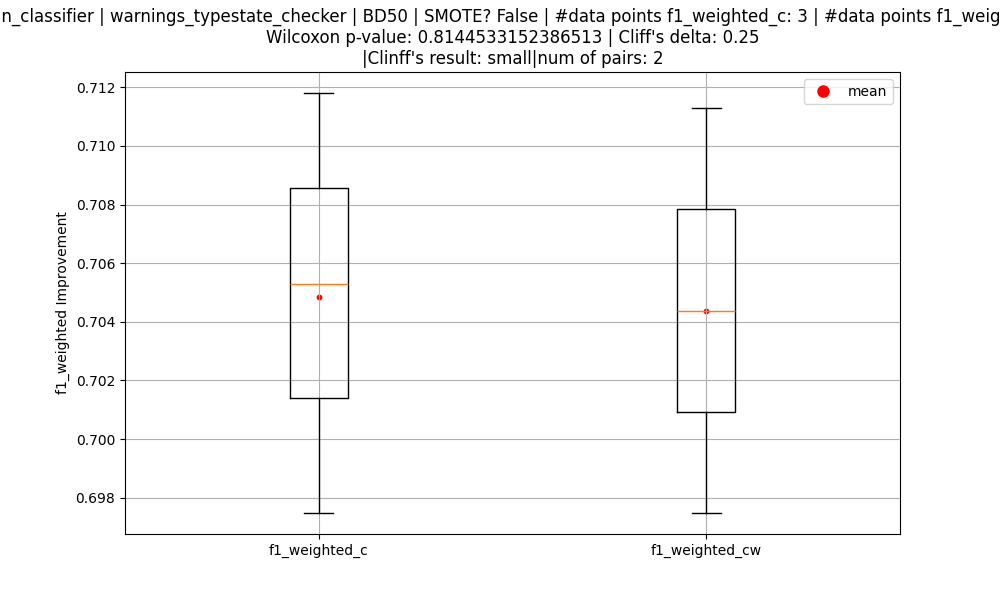 n_classifier | warnings_typestate_checker | BD50 | SMOTE? False | #data points f1_weighted_c: 3 | #data points f1_weig
Wilcoxon p-value: 0.8144533152386513 | Cliff's delta: 0.25
|Clinff's result: small|num of pairs: 2
mean
0.712
0.710
0.708
0.706
0.704
0.702
0.700
0.698
f1_weighted Improvement
f1_weighted_c
f1_weighted_cw